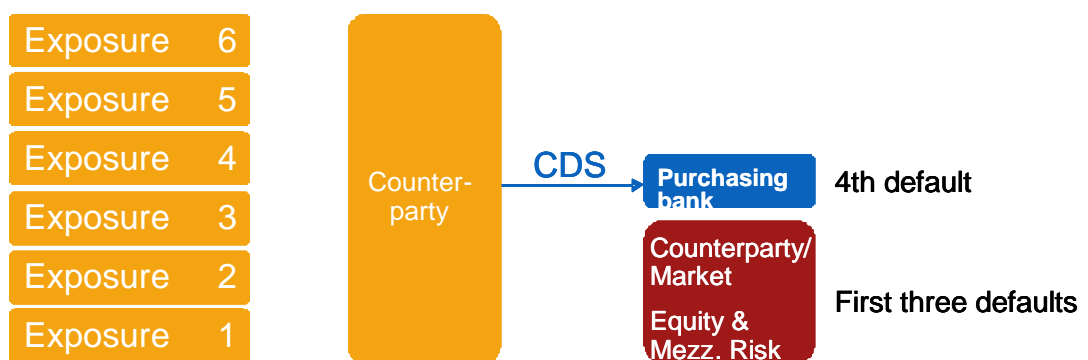 Exposure 6
Exposure 5
Exposure 4
Exposure 3
Exposure 2
Exposure 1
Counter-
party
CDS
Purchasing
bank
4th default
Counterparty/
Market
Equity &
Mezz. Risk
First three defaults